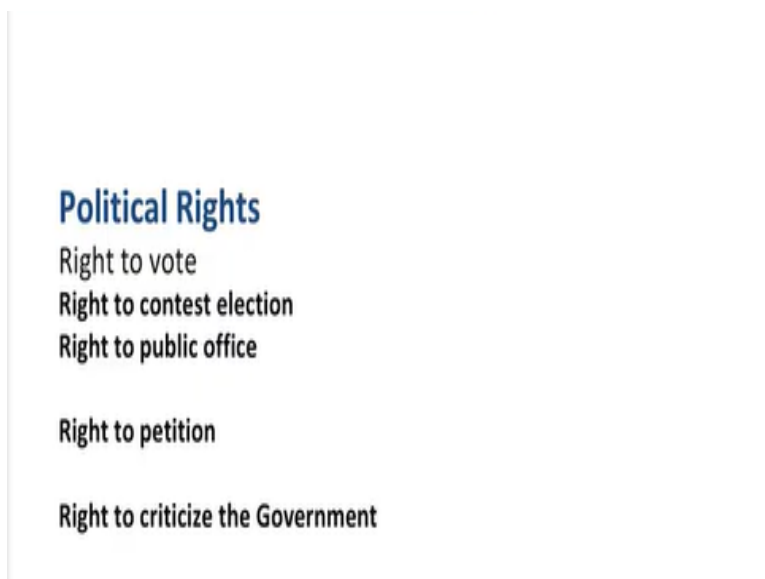 Political Rights
Right to vote
Right to contest election
Right to public office
Right to petition
Right to criticize the Government